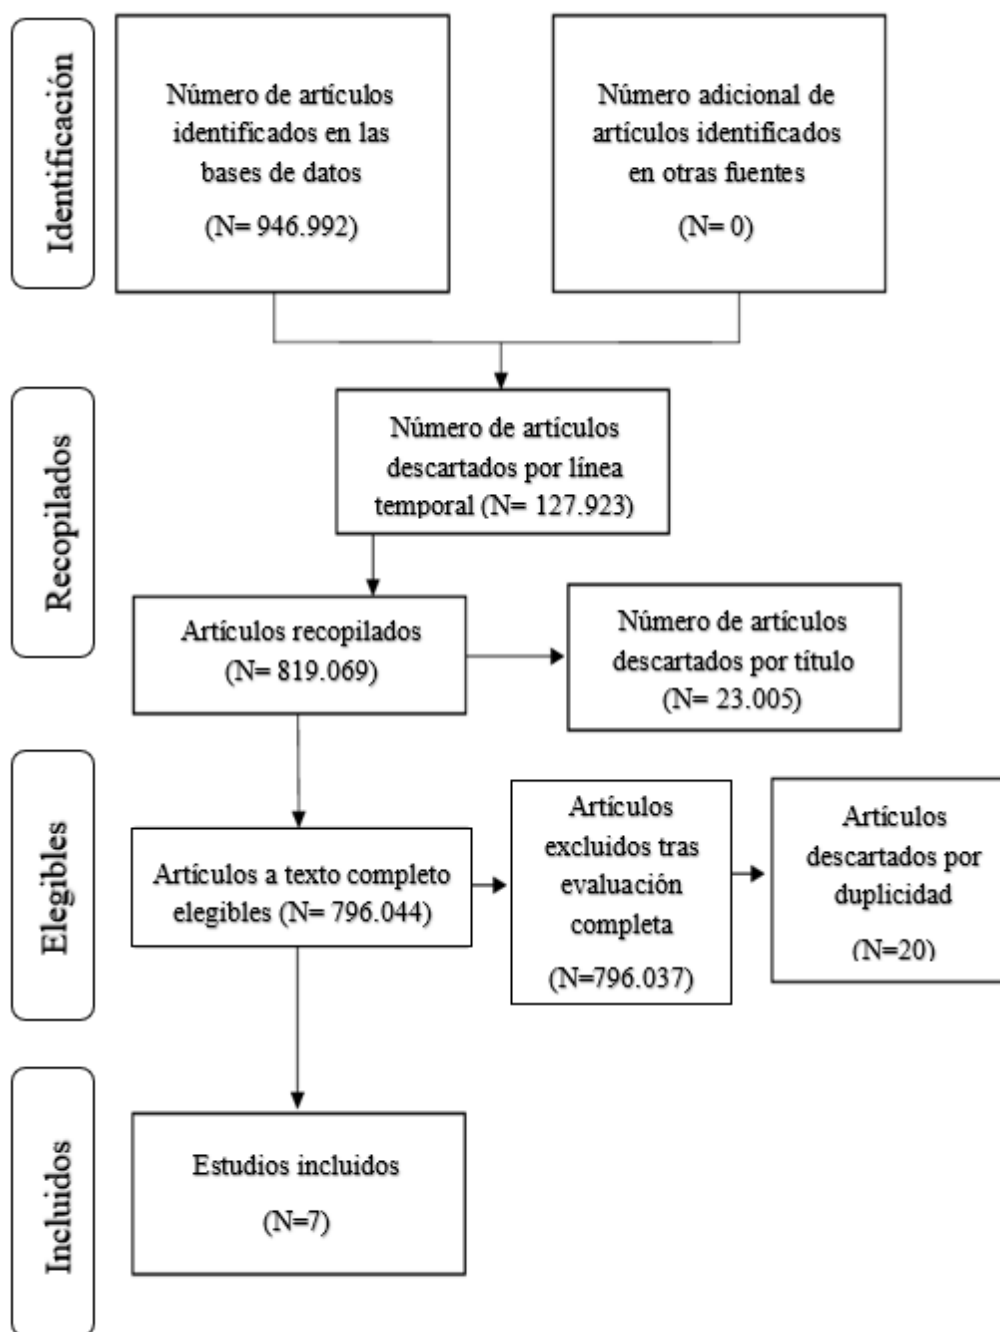 Identificación
Número de artículos
identificados en las
bases de datos
(N= 946.992)
Número adicional de
artículos identificados
en otras fuentes
(N= 0)
Recopilados
Número de artículos
descartados por línea
temporal (N= 127.923)
Artículos recopilados
(N= 819.069)
Número de artículos
descartados por título
(N= 23.005)
Elegibles
Artículos a texto completo
elegibles (N= 796.044)
Artículos
excluidos tras
evaluación
completa
(N=796.037)
Artículos
descartados por
duplicidad
(N=20)
Incluidos
Estudios incluidos
(N=7)